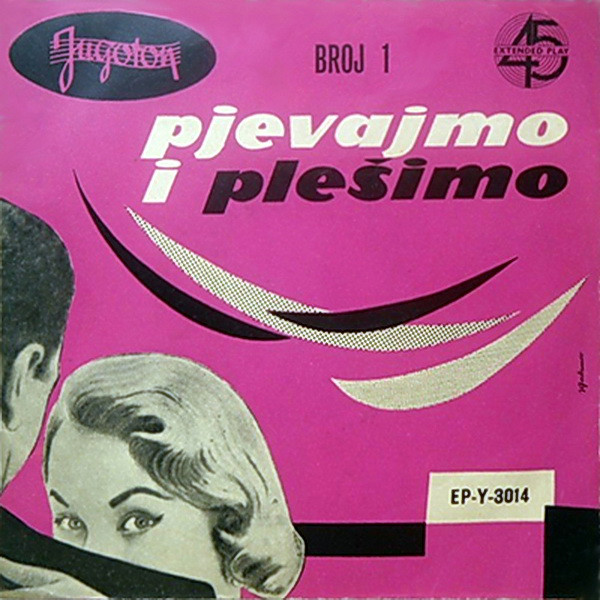 Jugoton
BROJ 1
45
EXTENDED PLAY
pjevajmo
i plešimo
EP-Y-3014